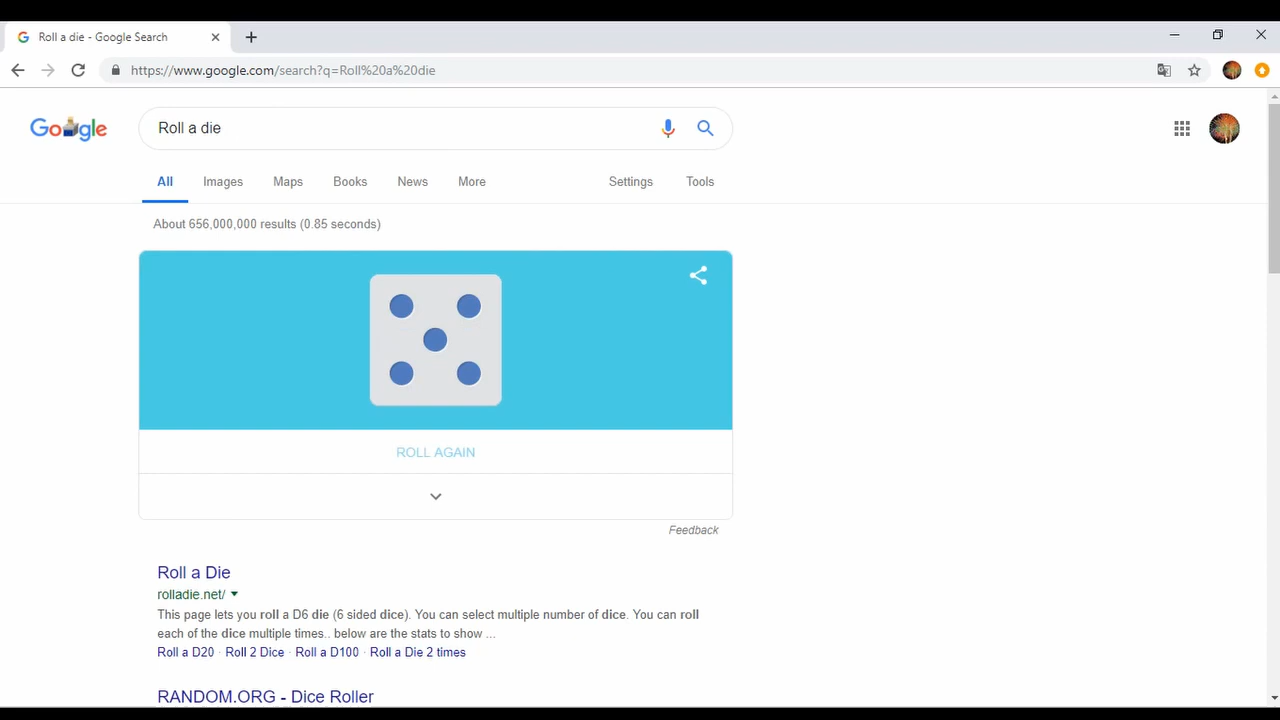 Roll a die - Google Search
https://www.google.com/search?q=Roll%20a%20die
Google
Roll a die
All Images Maps Books News More Settings Tools
About 656,000,000 results (0.85 seconds)
ROLL AGAIN
Feedback
Roll a Die
rolladie.net/
This page lets you roll a D6 die (6 sided dice). You can select multiple number of dice. You can roll
each of the dice multiple times.. below are the stats to show ...
Roll a D20 · Roll 2 Dice · Roll a D100 · Roll a Die 2 times
RANDOM.ORG - Dice Roller